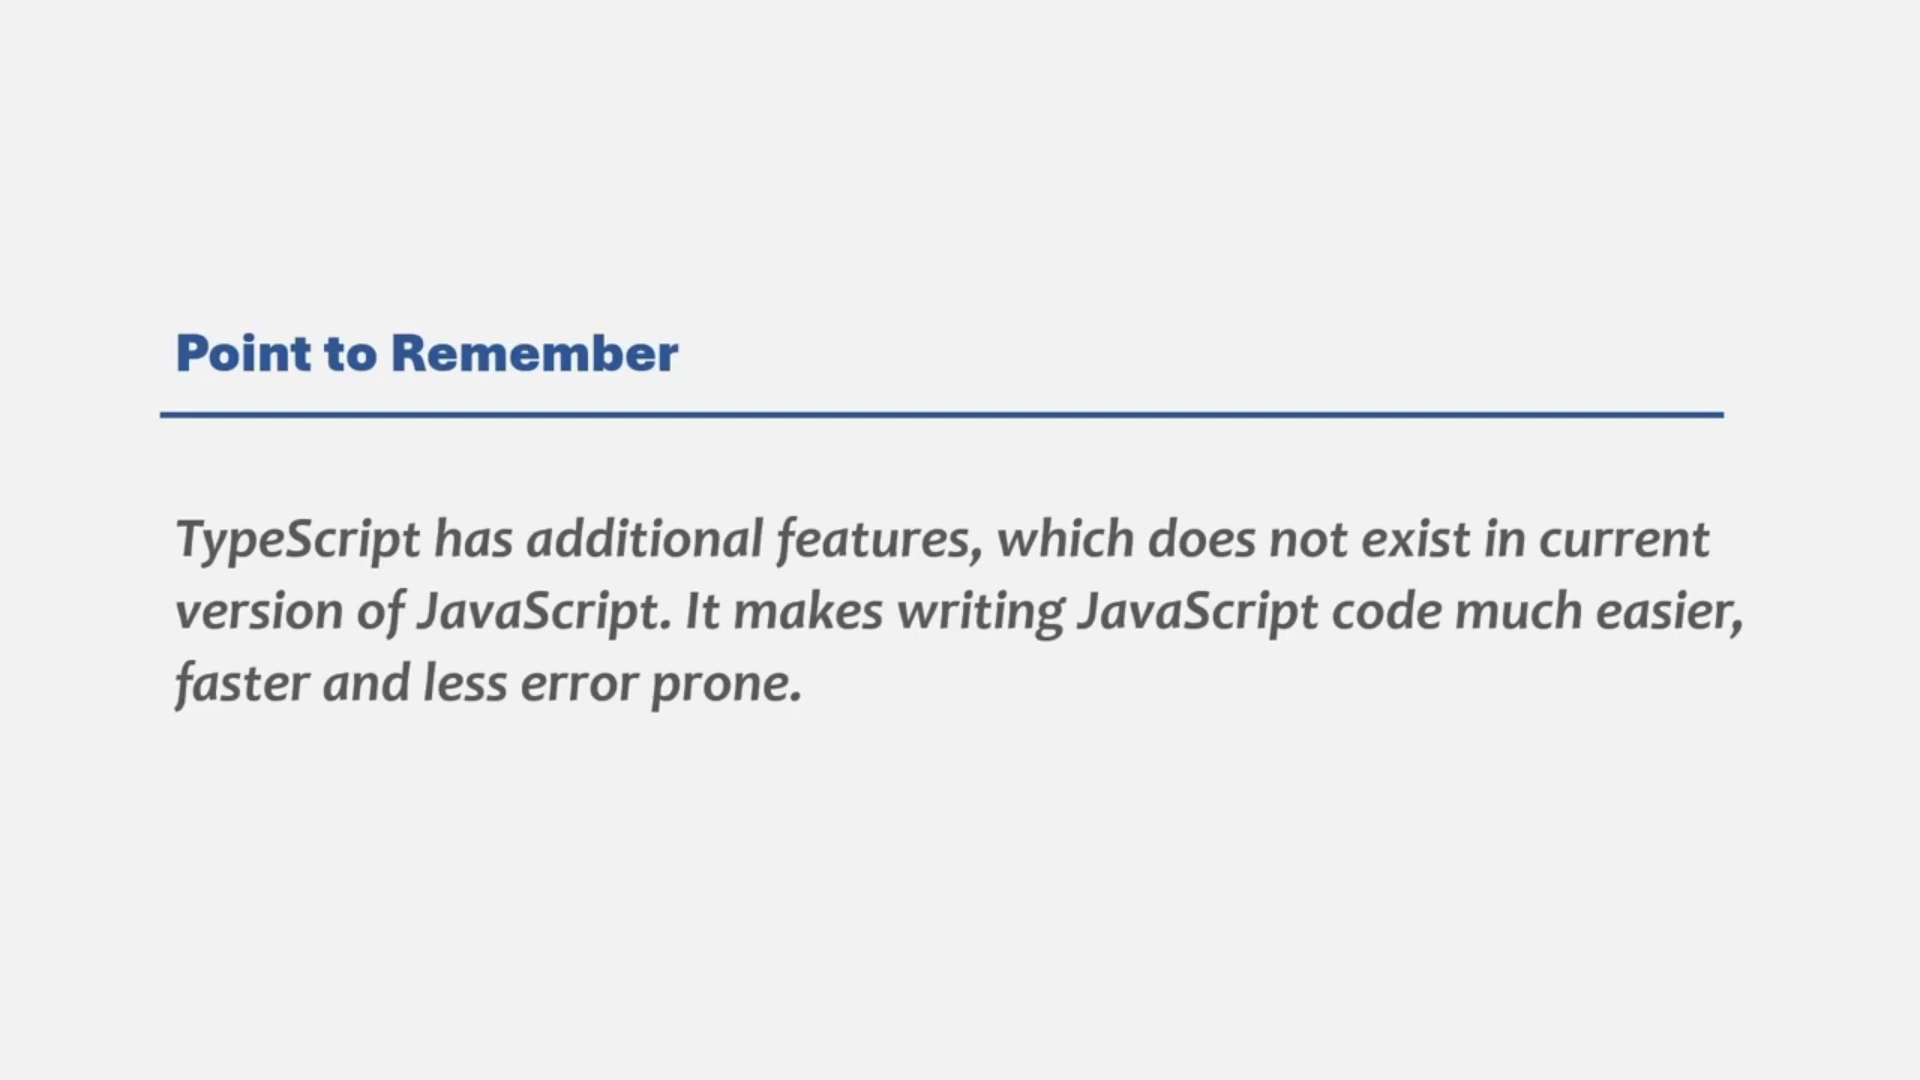 Point to Remember
TypeScript has additional features, which does not exist in current
version of JavaScript. It makes writing JavaScript code much easier,
faster and less error prone.